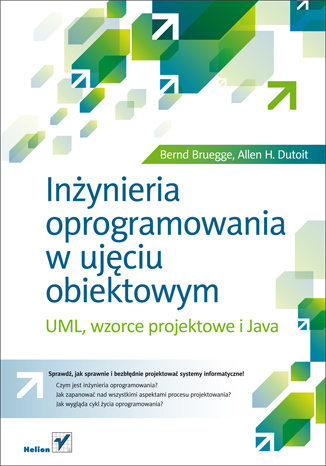 Bernd Bruegge, Allen H. Dutoit
Inżynieria
oprogramowania
w ujęciu
obiektowym
UML, wzorce projektowe i Java
Sprawdź, jak sprawnie i bezbłędnie projektować systemy informatyczne!
Czym jest inżynieria oprogramowania?
Jak zapanować nad wszystkimi aspektami procesu projektowania?
Jak wygląda cykl życia oprogramowania?
Helion